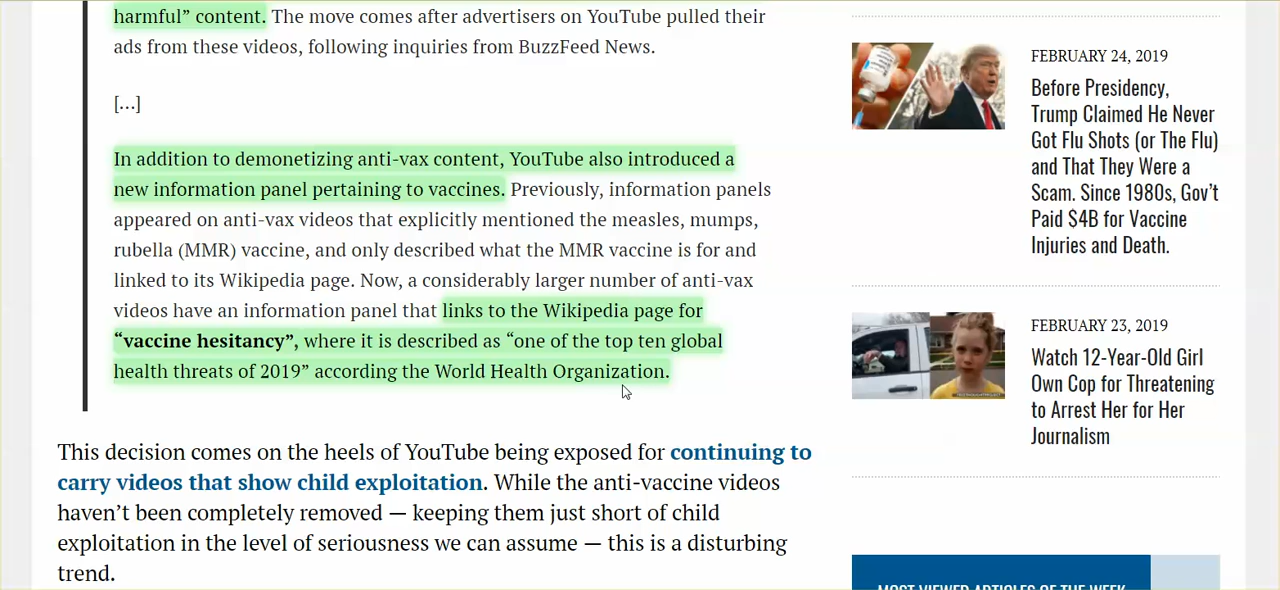 harmful” content. The move comes after advertisers on YouTube pulled their
ads from these videos, following inquiries from BuzzFeed News.
[…]
In addition to demonetizing anti-vax content, YouTube also introduced a
new information panel pertaining to vaccines. Previously, information panels
appeared on anti-vax videos that explicitly mentioned the measles, mumps,
rubella (MMR) vaccine, and only described what the MMR vaccine is for and
linked to its Wikipedia page. Now, a considerably larger number of anti-vax
videos have an information panel that links to the Wikipedia page for
“vaccine hesitancy”, where it is described as “one of the top ten global
health threats of 2019” according the World Health Organization.
This decision comes on the heels of YouTube being exposed for continuing to
carry videos that show child exploitation. While the anti-vaccine videos
haven’t been completely removed — keeping them just short of child
exploitation in the level of seriousness we can assume — this is a disturbing
trend.
FEBRUARY 24, 2019
Before Presidency,
Trump Claimed He Never
Got Flu Shots (or The Flu)
and That They Were a
Scam. Since 1980s, Gov’t
Paid $4B for Vaccine
Injuries and Death.
FEBRUARY 23, 2019
Watch 12-Year-Old Girl
Own Cop for Threatening
to Arrest Her for Her
Journalism
MOST VIEWED ARTICLES OF THE WEEK